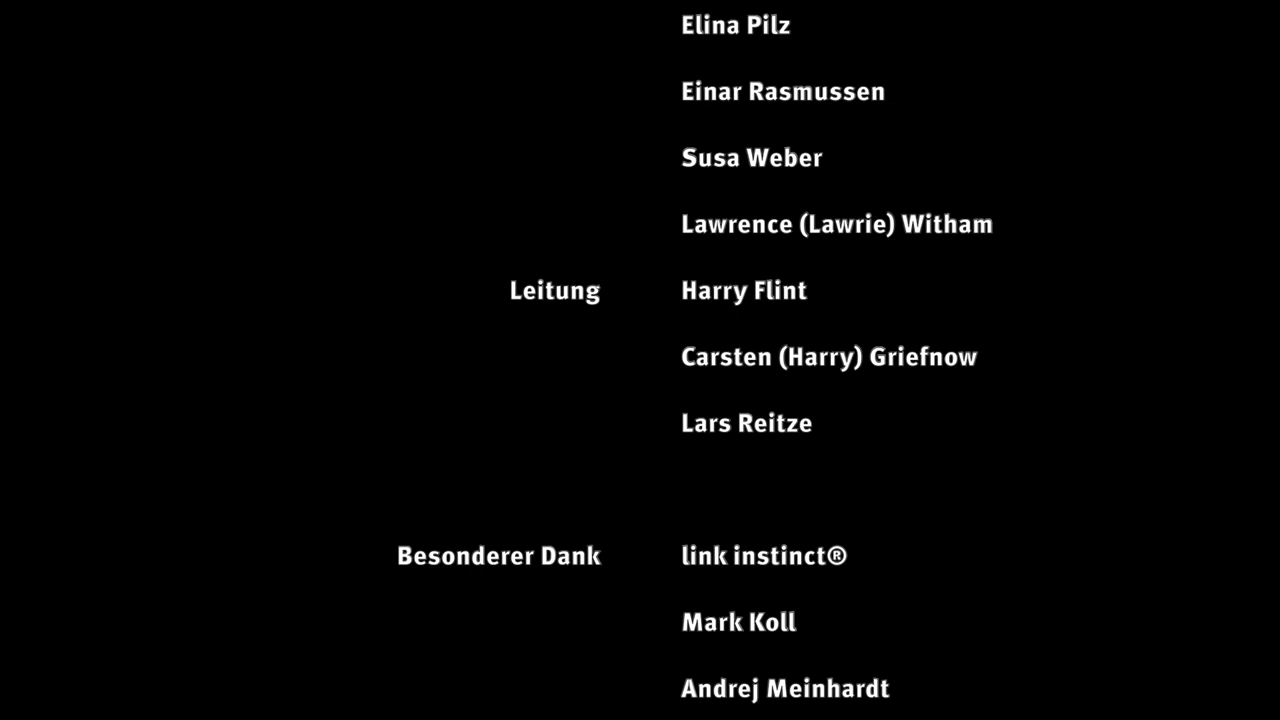 Elina Pilz
Einar Rasmussen
Susa Weber
Lawrence (Lawrie) Witham
Leitung Harry Flint
Carsten (Harry) Griefnow
Lars Reitze
Besonderer Dank link instinct®
Mark Koll
Andrej Meinhardt